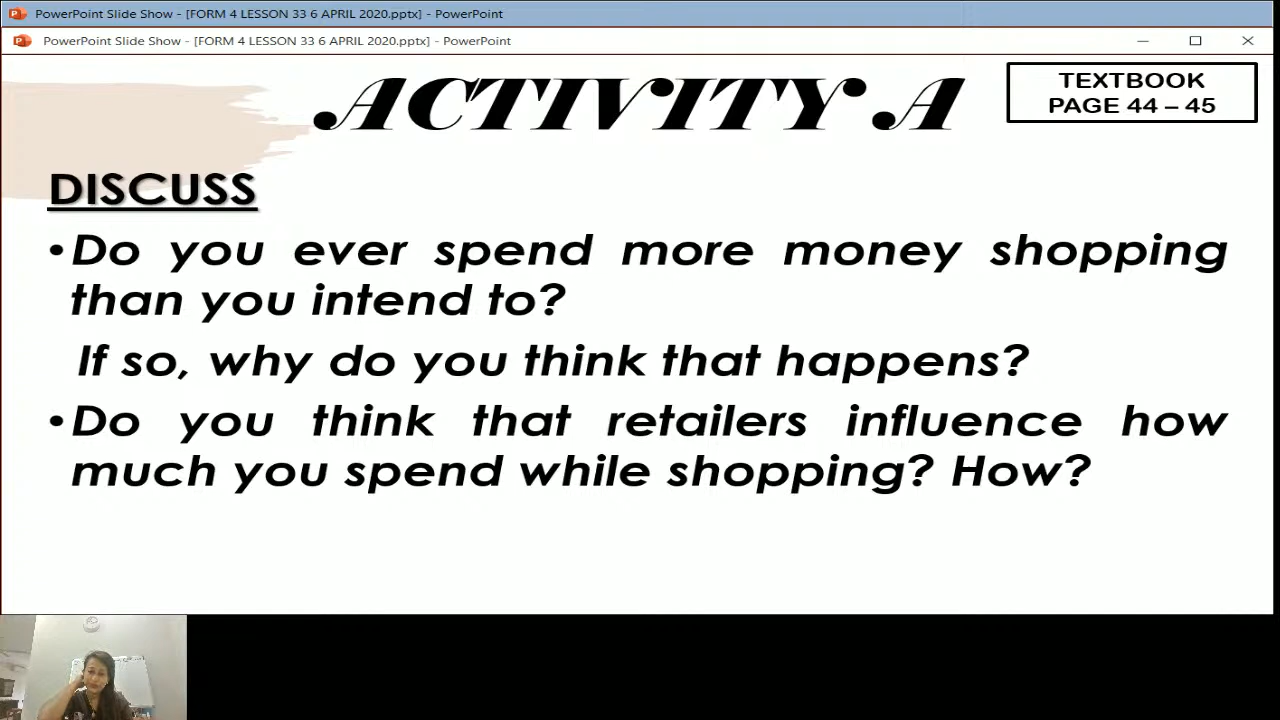 PowerPoint Slide Show - [FORM 4 LESSON 33 6 APRIL 2020.pptx] - PowerPoint
PowerPoint Slide Show - [FORM 4 LESSON 33 6 APRIL 2020.pptx] - PowerPoint
ACTIVITY A
TEXTBOOK
PAGE 44 – 45
DISCUSS
•Do you ever spend more money shopping
than you intend to?
If so, why do you think that happens?
•Do you think that retailers influence how
much you spend while shopping? How?